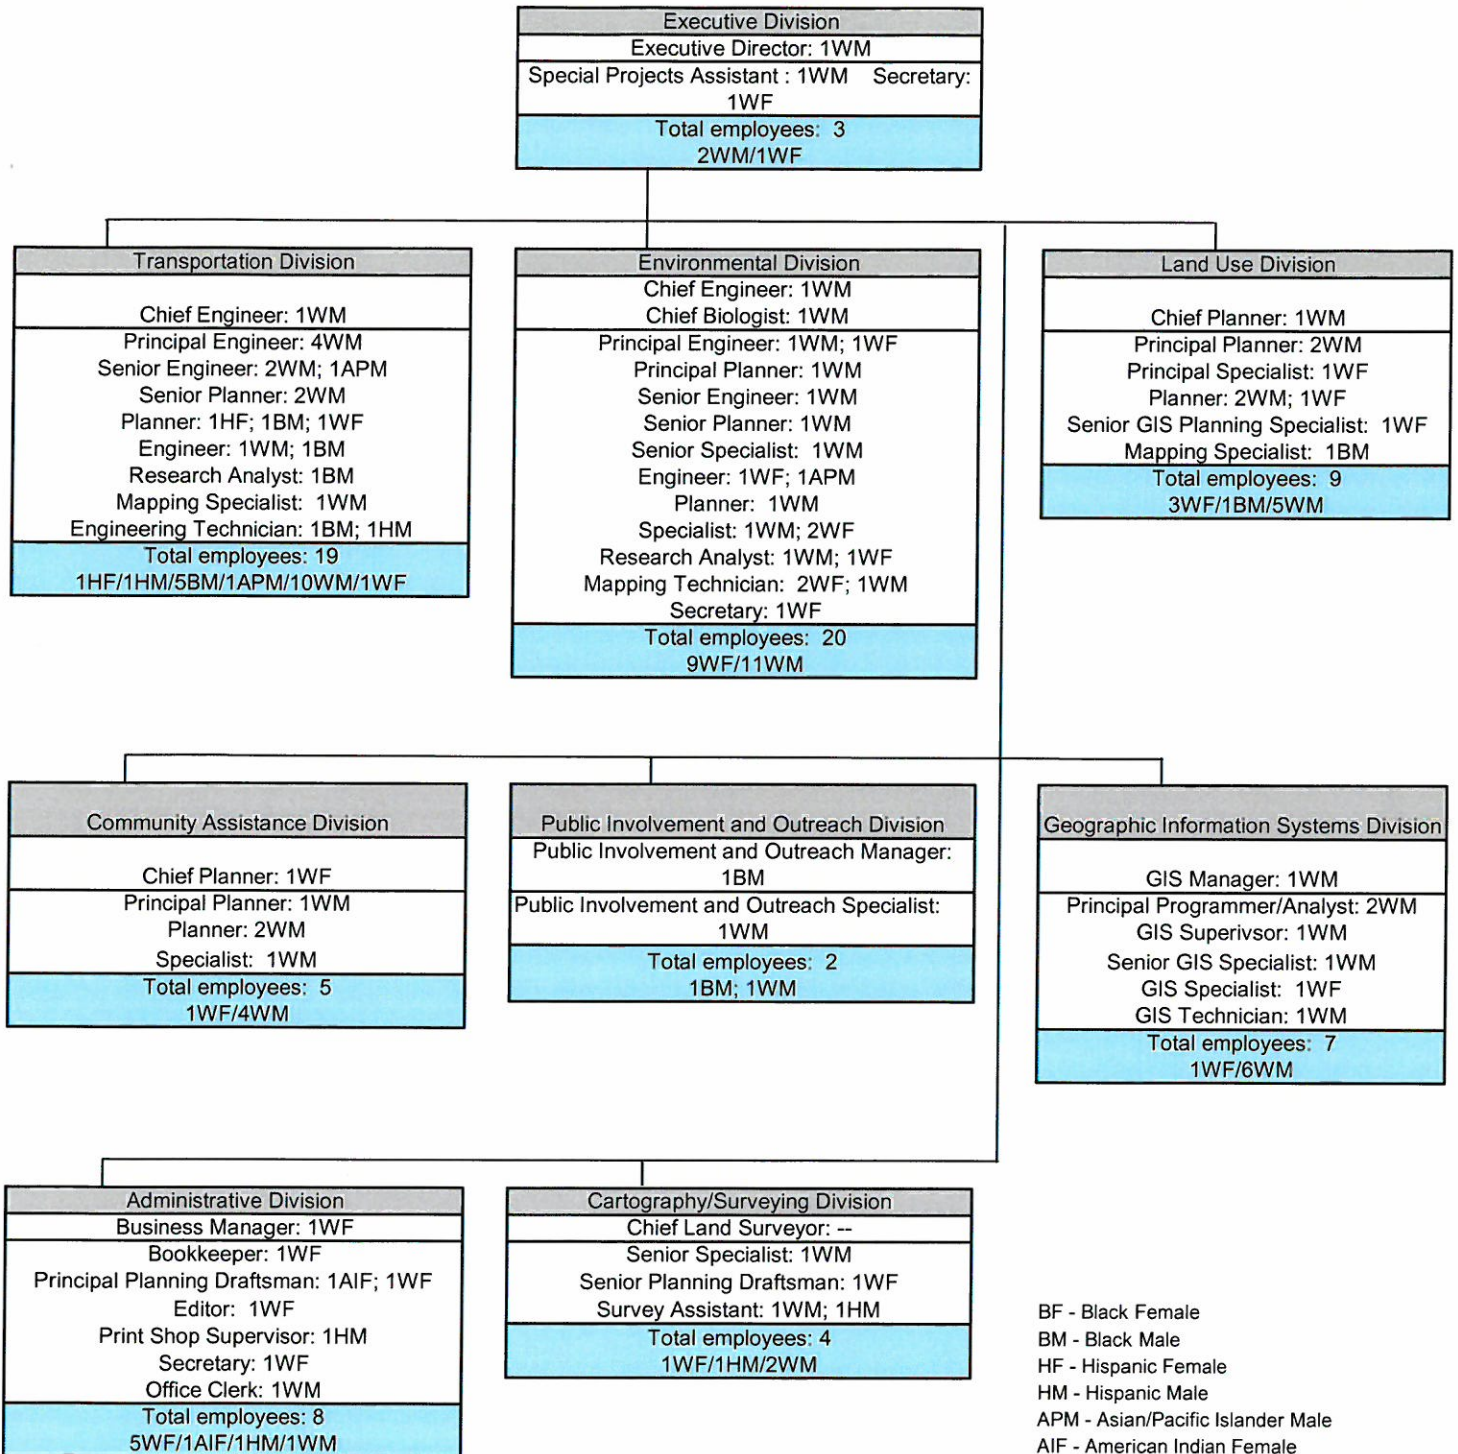 Executive Division
Executive Director: 1WM
Special Projects Assistant : 1WM Secretary:
1WF
Total employees: 3
2WM/1WF
Transportation Division
Chief Engineer: 1WM
Principal Engineer: 4WM
Senior Engineer: 2WM; 1APM
Senior Planner: 2WM
Planner: 1HF; 1BM; 1WF
Engineer: 1WM; 1BM
Research Analyst: 1BM
Mapping Specialist: 1WM
Engineering Technician: 1BM; 1HM
Total employees: 19
1HF/1HM/5BM/1APM/10WM/1WF
Environmental Division
Chief Engineer: 1WM
Chief Biologist: 1WM
Principal Engineer: 1WM; 1WF
Principal Planner: 1WM
Senior Engineer: 1WM
Senior Planner: 1WM
Senior Specialist: 1WM
Engineer: 1WF; 1APM
Planner: 1WM
Specialist: 1WM; 2WF
Research Analyst: 1WM; 1WF
Mapping Technician: 2WF; 1WM
Secretary: 1WF
Total employees: 20
9WF/11WM
Land Use Division
Chief Planner: 1WM
Principal Planner: 2WM
Principal Specialist: 1WF
Planner: 2WM; 1WF
Senior GIS Planning Specialist: 1WF
Mapping Specialist: 1BM
Total employees: 9
3WF/1BM/5WM
Community Assistance Division
Chief Planner: 1WF
Principal Planner: 1WM
Planner: 2WM
Specialist: 1WM
Total employees: 5
1WF/4WM
Public Involvement and Outreach Division
Public Involvement and Outreach Manager:
1BM
Public Involvement and Outreach Specialist:
1WM
Total employees: 2
1BM; 1WM
Geographic Information Systems Division
GIS Manager: 1WM
Principal Programmer/Analyst: 2WM
GIS Superivsor: 1WM
Senior GIS Specialist: 1WM
GIS Specialist: 1WF
GIS Technician: 1WM
Total employees: 7
1WF/6WM
Administrative Division
Business Manager: 1WF
Bookkeeper: 1WF
Principal Planning Draftsman: 1AIF; 1WF
Editor: 1WF
Print Shop Supervisor: 1HM
Secretary: 1WF
Office Clerk: 1WM
Total employees: 8
5WF/1AIF/1HM/1WM
Cartography/Surveying Division
Chief Land Surveyor: --
Senior Specialist: 1WM
Senior Planning Draftsman: 1WF
Survey Assistant: 1WM; 1HM
Total employees: 4
1WF/1HM/2WM
BF - Black Female
BM - Black Male
HF - Hispanic Female
HM - Hispanic Male
APM - Asian/Pacific Islander Male
AIF - American Indian Female